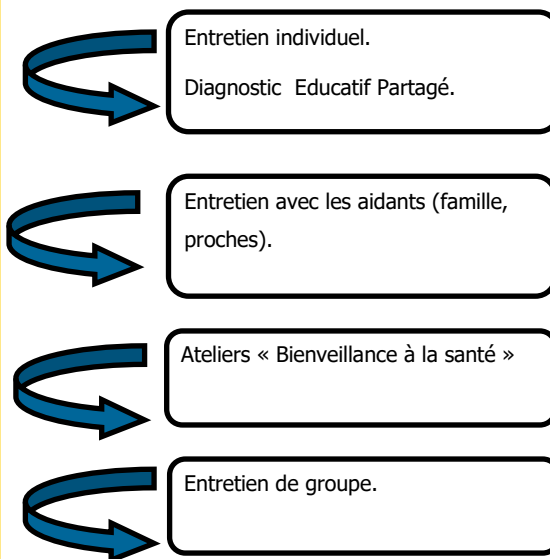 Entretien individuel.
Diagnostic  Educatif Partagé.
Entretien avec les aidants (famille,
proches).
Ateliers « Bienveillance à la santé »
Entretien de groupe.